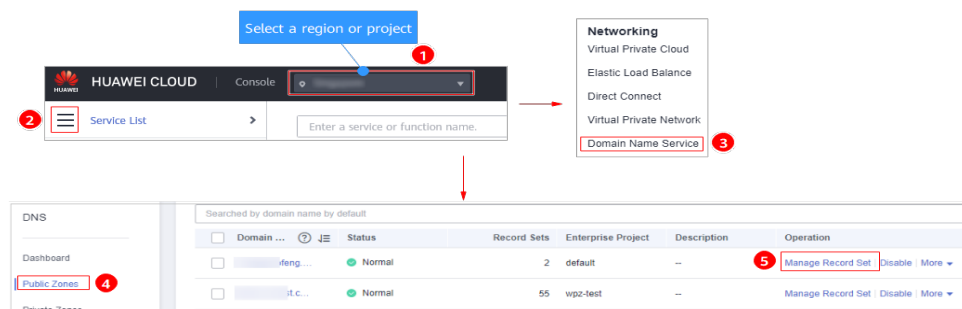 Select a region or project
1
HUAWEI
HUAWEI CLOUD
Console
2
Service List
Enter a service or function name.
Networking
Virtual Private Cloud
Elastic Load Balance
Direct Connect
Virtual Private Network
Domain Name Service
3
DNS
Dashboard
Public Zones
4
Private Zones
Searched by domain name by default
Domain ... Status Record Sets Enterprise Project Description Operation
Normal 2 default -- 5 Manage Record Set Disable More
Normal 55 wpz-test -- Manage Record Set Disable More